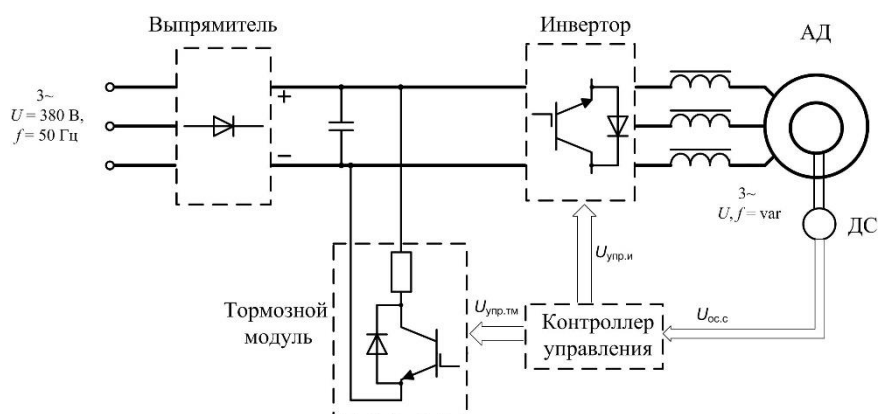 Выпрямитель
Инвертор
АД
3~
U = 380 В,
f = 50 Гц
+
−
3~
U, f = var
ДС
Uупр.и
Тормозной
модуль
Uупр.тм
Контроллер
управления
Uос.с